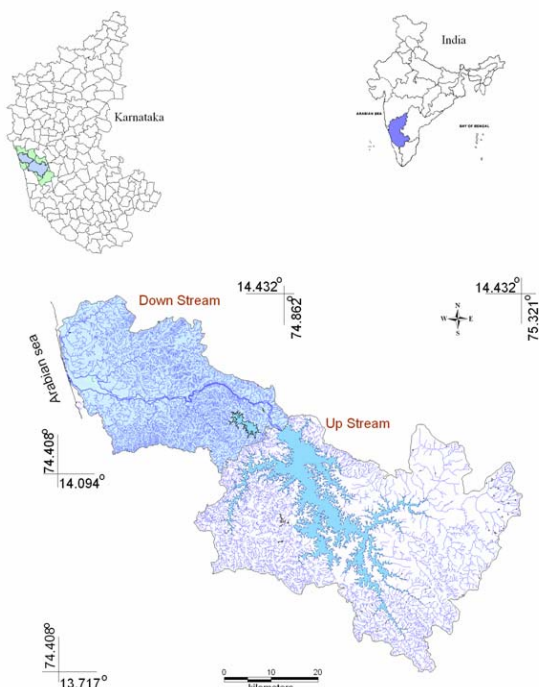 India
Karnataka
ARABIAN SEA
BAY OF BENGAL
14.432°
74.862°
14.432°
75.321°
Down Stream
N
W E
S
Arabian sea
Up Stream
74.408°
14.094°
74.408°
13.717°
0 10 20
kilometers